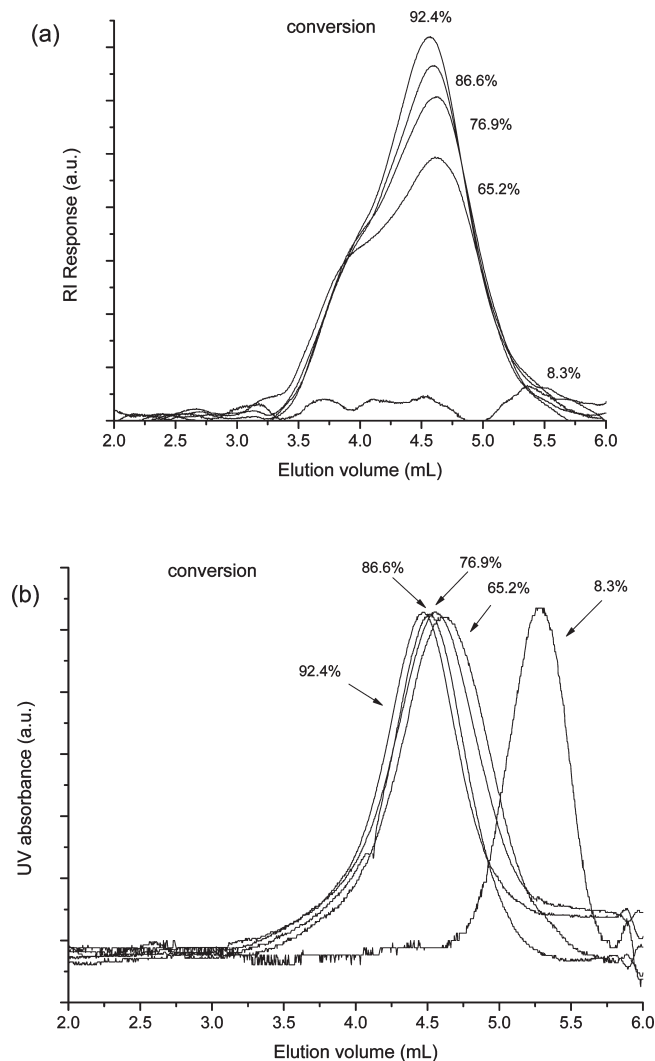 (a)
conversion
92.4%
86.6%
76.9%
65.2%
8.3%
RI Response (a.u.)
2.0 2.5 3.0 3.5 4.0 4.5 5.0 5.5 6.0
Elution volume (mL)
(b)
conversion
86.6%
76.9%
65.2%
8.3%
92.4%
UV absorbance (a.u.)
2.0 2.5 3.0 3.5 4.0 4.5 5.0 5.5 6.0
Elution volume (mL)